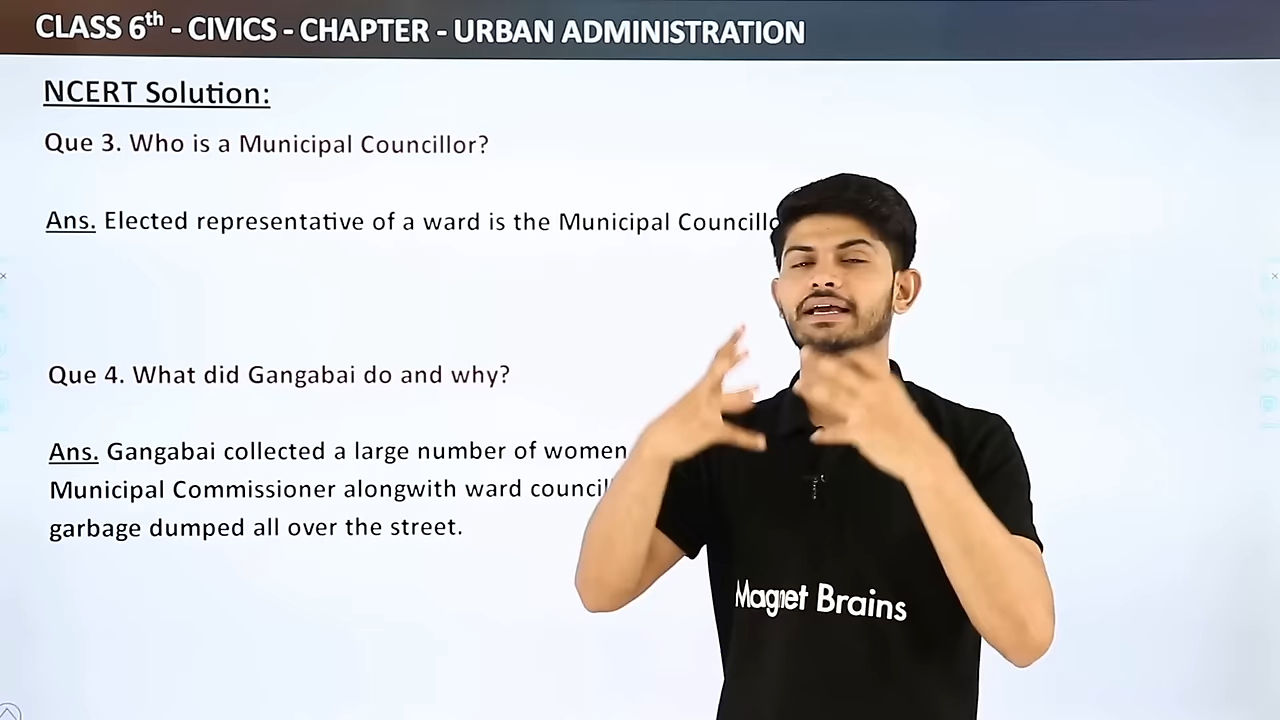 CLASS 6th - CIVICS - CHAPTER - URBAN ADMINISTRATION
NCERT Solution:
Que 3. Who is a Municipal Councillor?
Ans. Elected representative of a ward is the Municipal
Que 4. What did Gangabai do and why?
Ans. Gangabai collected a large number of women
Municipal Commissioner alongwith ward
garbage dumped all over the street.
Magnet Brains